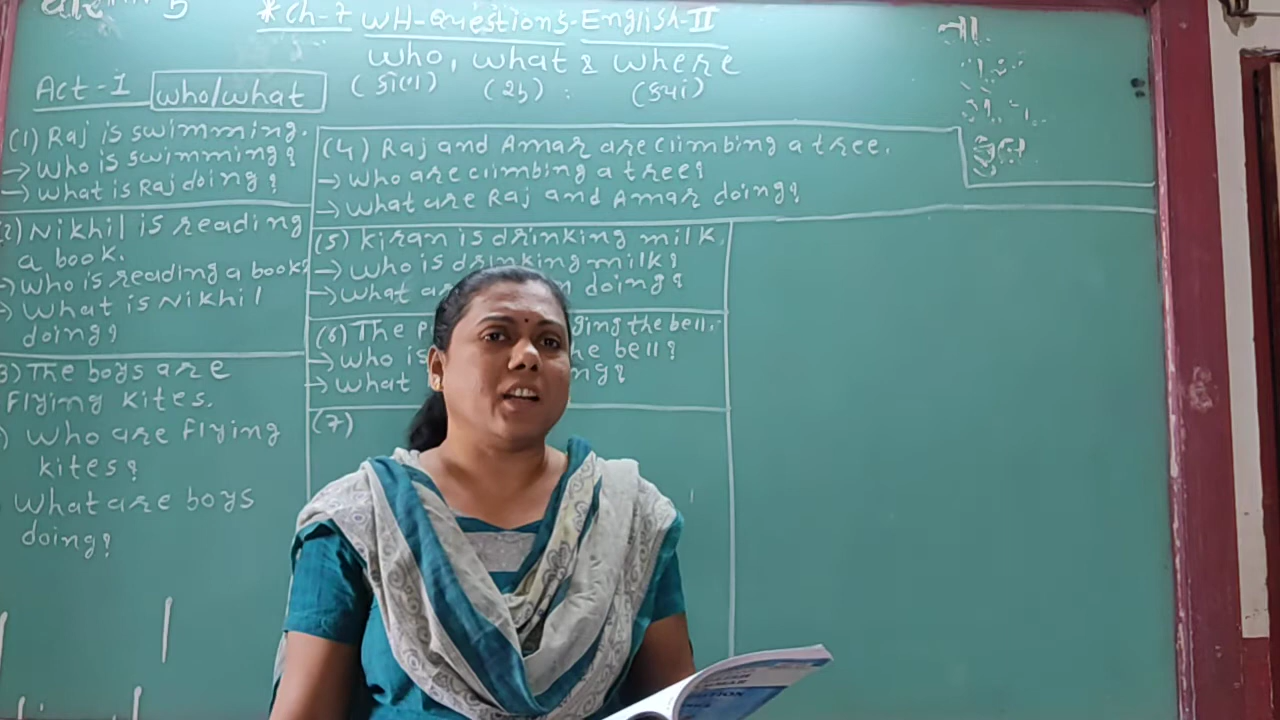 5
* Ch-7 WH-Questions-English-II
who, what & where
Act-1 who/what (કોણ) (શું) : (ક્યાં)
(1) Raj is swimming.
→ Who is swimming?
→ What is Raj doing?
2) Nikhil is reading
a book.
→ Who is reading a book?
→ What is Nikhil
doing?
3) The boys are
Flying kites.
) Who are Flying
kites?
What are boys
doing?
(4) Raj and Amar are climbing a tree.
→ Who are climbing a tree?
→ What are Raj and Amar doing?
(5) Kiran is drinking milk.
→ Who is drinking milk?
→ What doing?
(6) The the bell.
→ Who is bell?
→ What
(7)